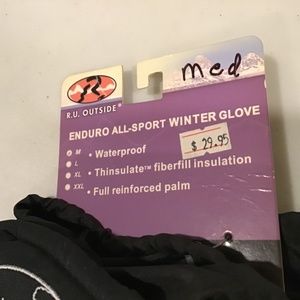 med
R.U. OUTSIDE®
ENDURO ALL-SPORT WINTER GLOVE
M
L
XL
XXL
• Waterproof
• Thinsulate™ fiberfill insulation
• Full reinforced palm
$ 29.95